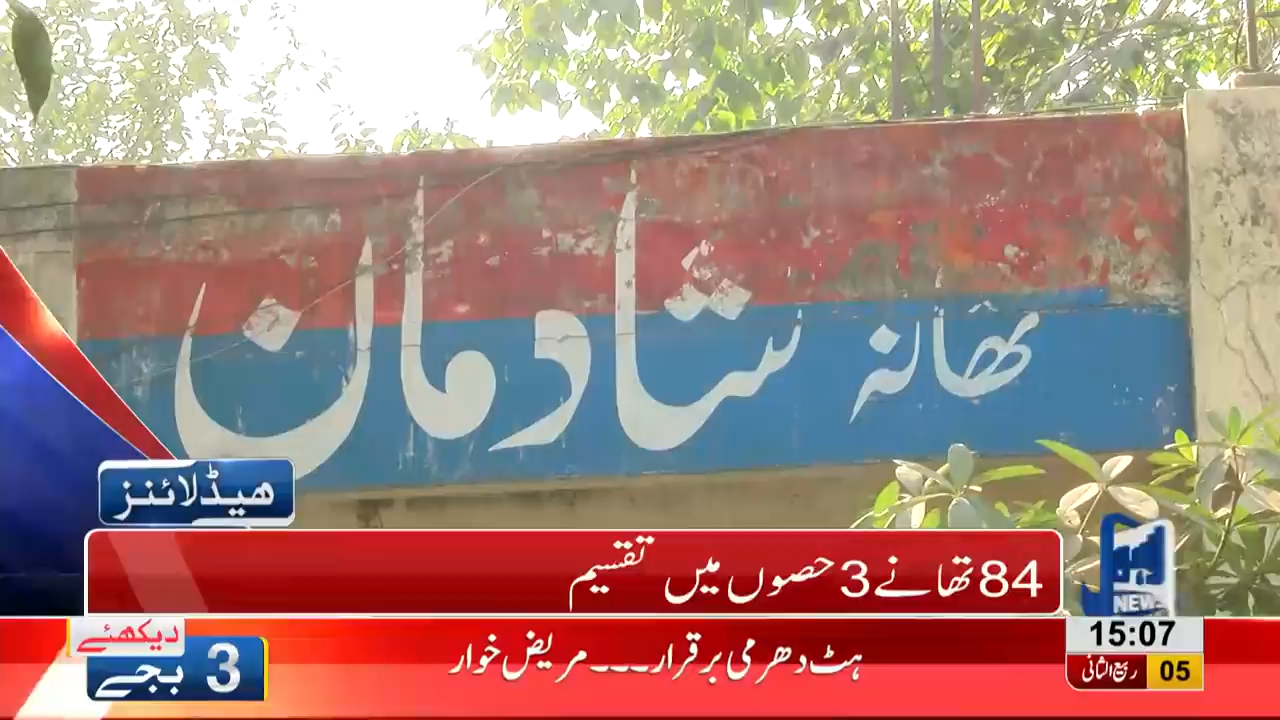 تھانہ شادمان
ھیڈلائنز
84 تھانے 3 حصوں میں تقسیم
NEWS
دیکھئے
3 بجے
ہٹ دھرمی برقرار۔۔۔مریض خوار
15:07
05 ربیع الثانی